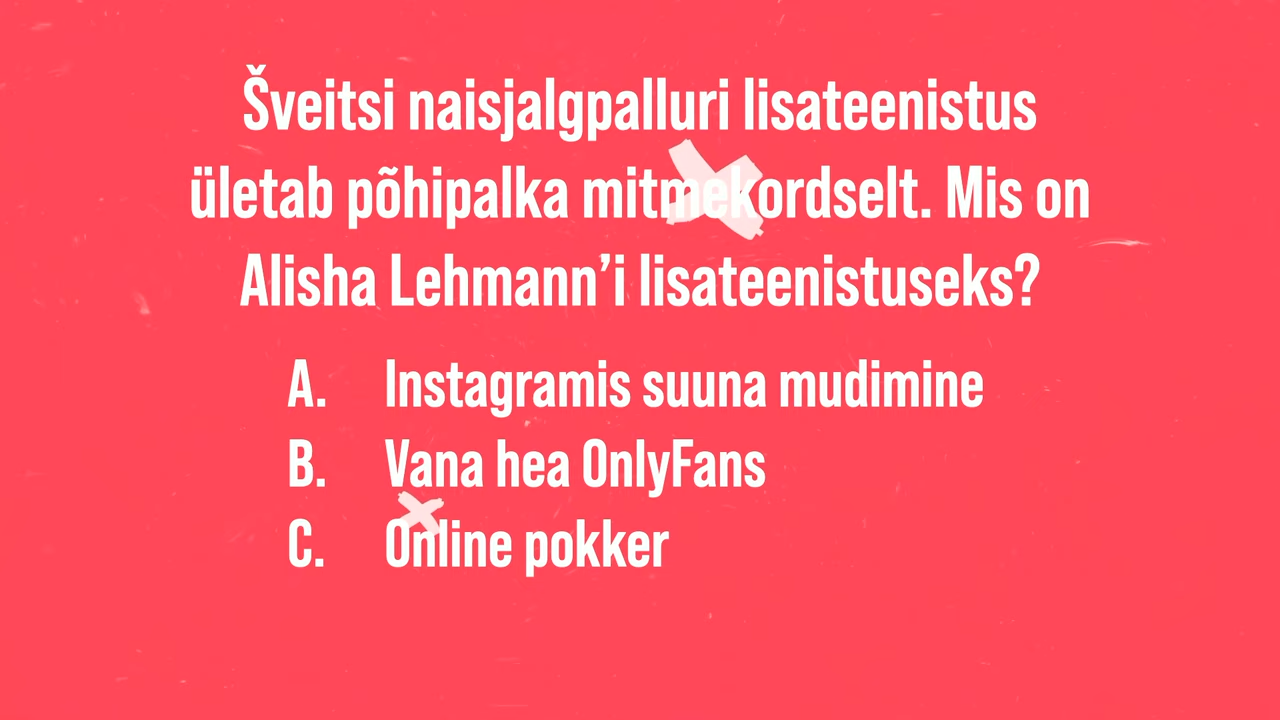 Šveitsi naisjalgpalluri lisateenistus
ületab põhipalka mitmekordselt. Mis on
Alisha Lehmann’i lisateenistuseks?
A. Instagramis suuna mudimine
B. Vana hea OnlyFans
C. Online pokker